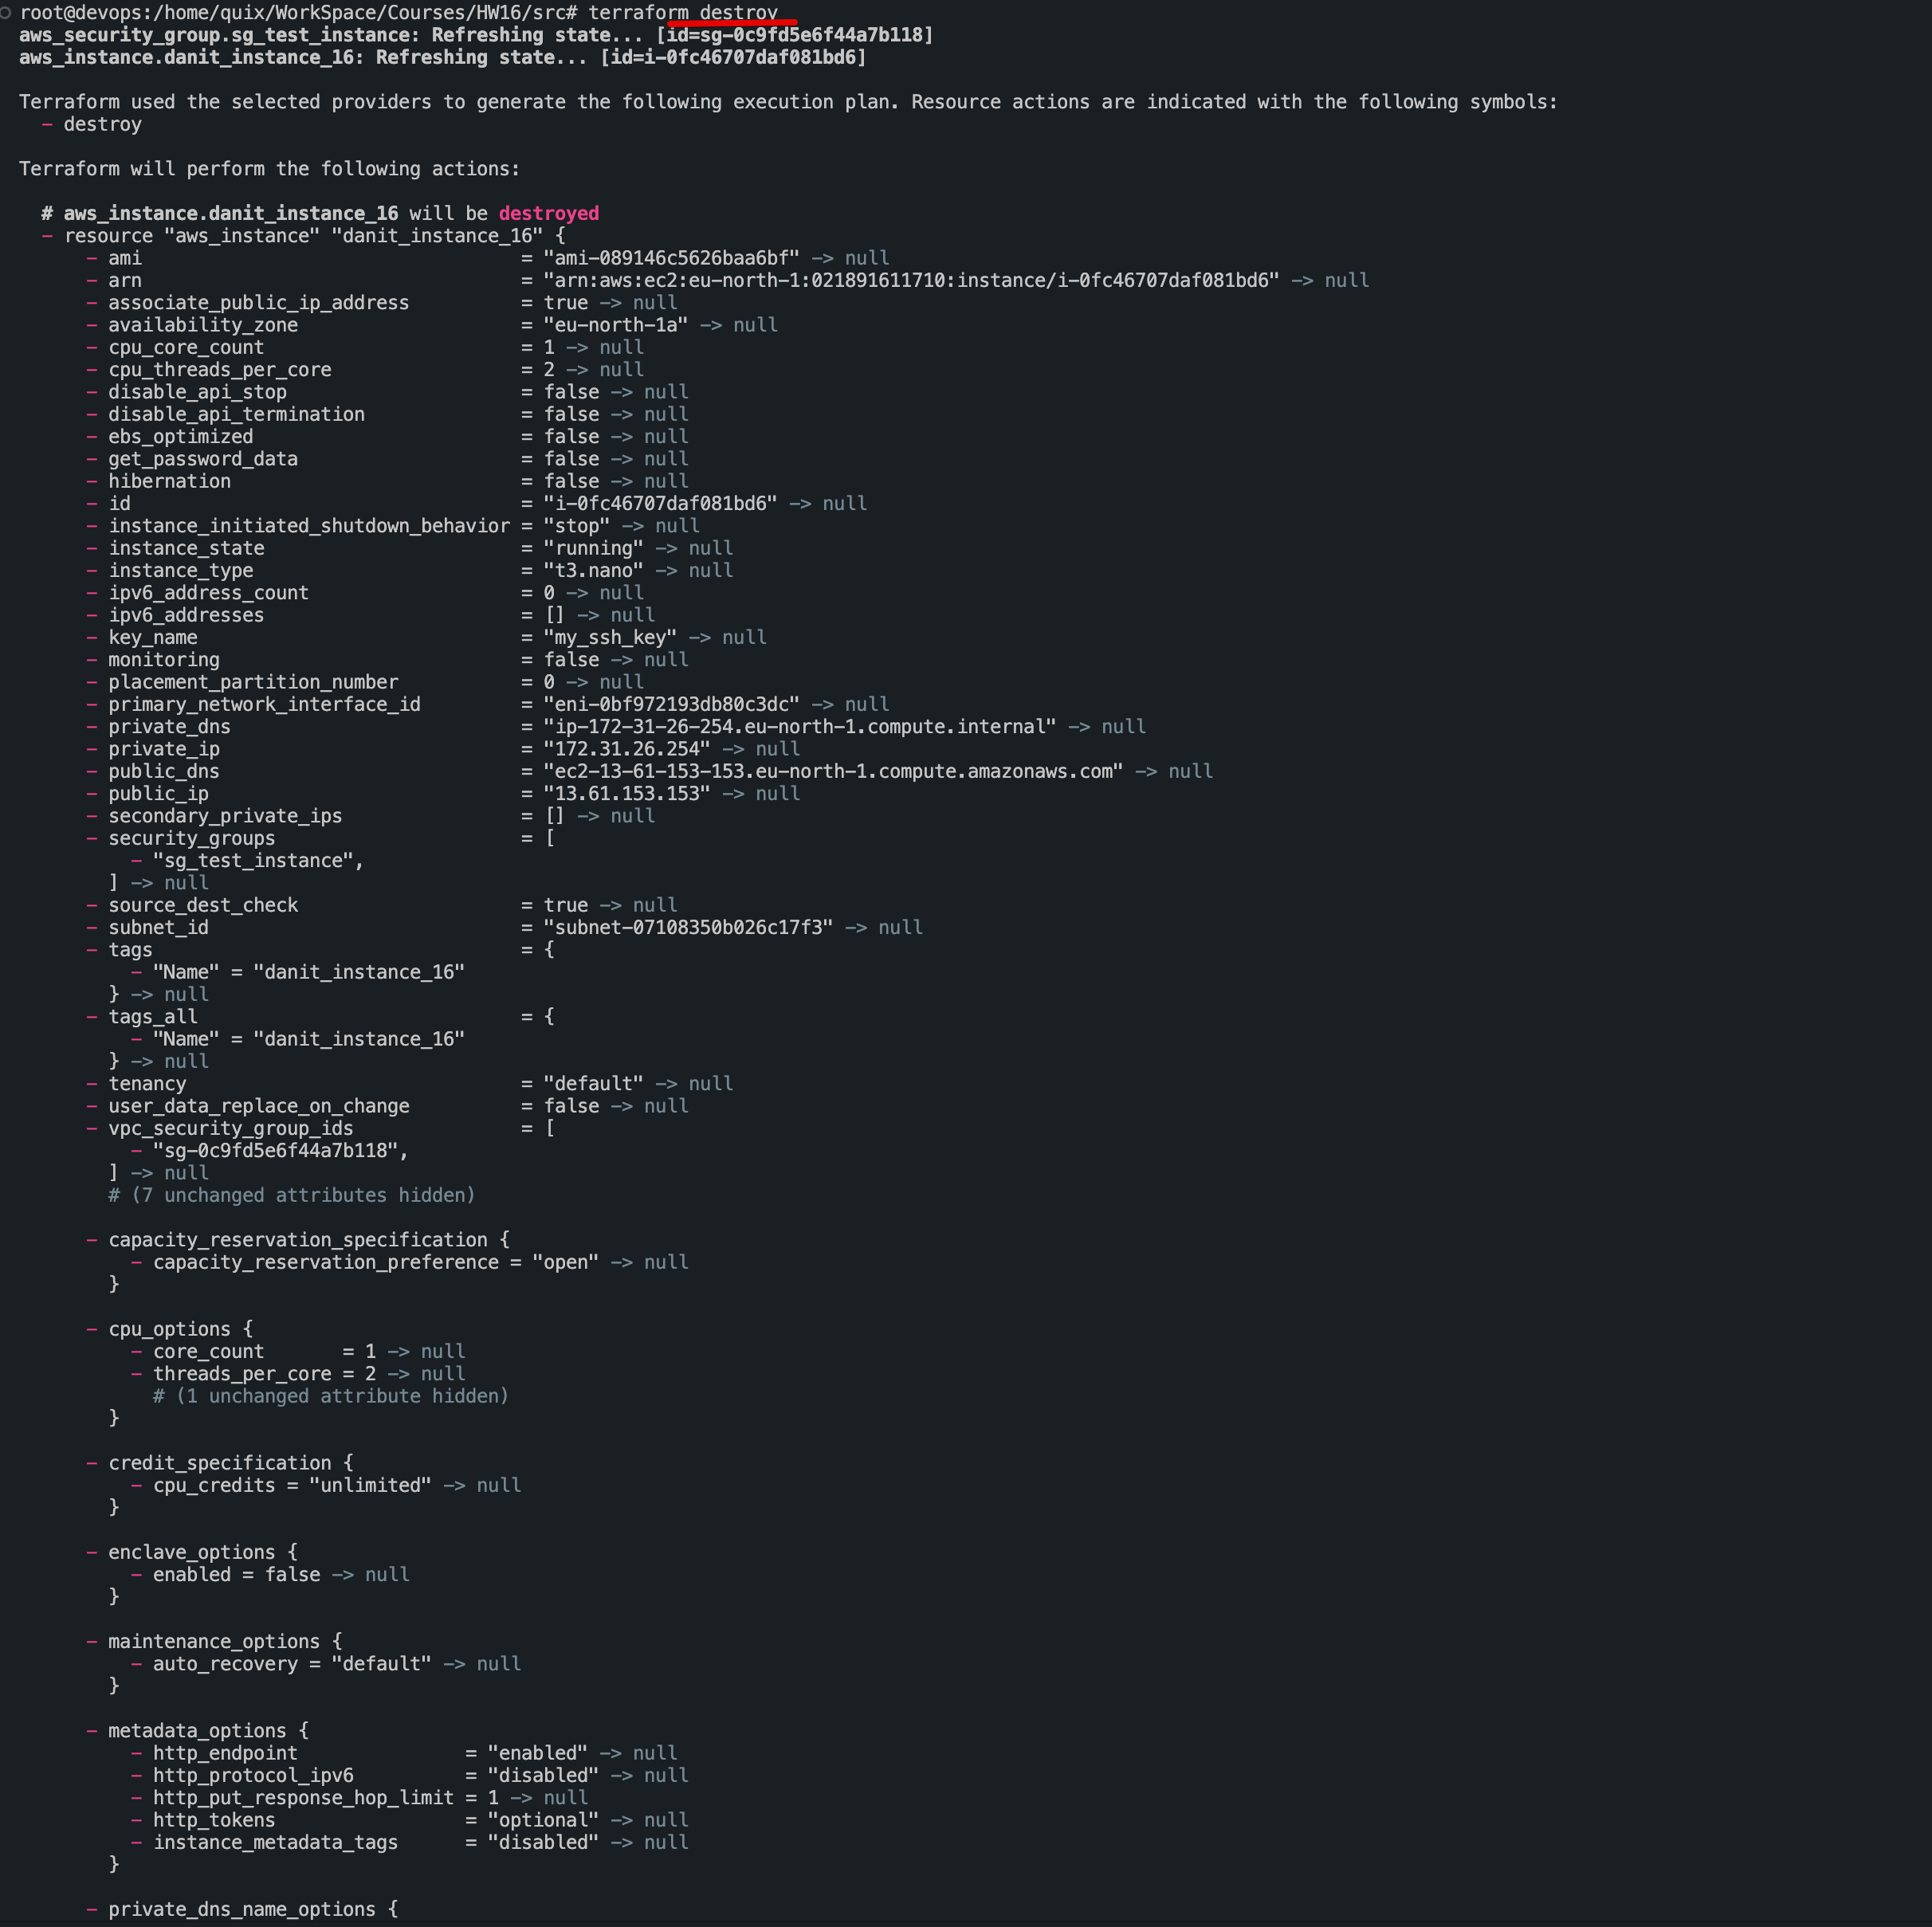 root@devops:/home/quix/WorkSpace/Courses/HW16/src# terraform destroy
aws_security_group.sg_test_instance: Refreshing state... [id=sg-0c9fd5e6f44a7b118]
aws_instance.danit_instance_16: Refreshing state... [id=i-0fc46707daf081bd6]
Terraform used the selected providers to generate the following execution plan. Resource actions are indicated with the following symbols:
- destroy
Terraform will perform the following actions:
# aws_instance.danit_instance_16 will be destroyed
- resource "aws_instance" "danit_instance_16" {
- ami = "ami-089146c5626baa6bf" -> null
- arn = "arn:aws:ec2:eu-north-1:021891611710:instance/i-0fc46707daf081bd6" -> null
- associate_public_ip_address = true -> null
- availability_zone = "eu-north-1a" -> null
- cpu_core_count = 1 -> null
- cpu_threads_per_core = 2 -> null
- disable_api_stop = false -> null
- disable_api_termination = false -> null
- ebs_optimized = false -> null
- get_password_data = false -> null
- hibernation = false -> null
- id = "i-0fc46707daf081bd6" -> null
- instance_initiated_shutdown_behavior = "stop" -> null
- instance_state = "running" -> null
- instance_type = "t3.nano" -> null
- ipv6_address_count = 0 -> null
- ipv6_addresses = [] -> null
- key_name = "my_ssh_key" -> null
- monitoring = false -> null
- placement_partition_number = 0 -> null
- primary_network_interface_id = "eni-0bf972193db80c3dc" -> null
- private_dns = "ip-172-31-26-254.eu-north-1.compute.internal" -> null
- private_ip = "172.31.26.254" -> null
- public_dns = "ec2-13-61-153-153.eu-north-1.compute.amazonaws.com" -> null
- public_ip = "13.61.153.153" -> null
- secondary_private_ips = [] -> null
- security_groups = [
- "sg_test_instance",
] -> null
- source_dest_check = true -> null
- subnet_id = "subnet-07108350b026c17f3" -> null
- tags = {
- "Name" = "danit_instance_16"
} -> null
- tags_all = {
- "Name" = "danit_instance_16"
} -> null
- tenancy = "default" -> null
- user_data_replace_on_change = false -> null
- vpc_security_group_ids = [
- "sg-0c9fd5e6f44a7b118",
] -> null
# (7 unchanged attributes hidden)
- capacity_reservation_specification {
- capacity_reservation_preference = "open" -> null
}
- cpu_options {
- core_count = 1 -> null
- threads_per_core = 2 -> null
# (1 unchanged attribute hidden)
}
- credit_specification {
- cpu_credits = "unlimited" -> null
}
- enclave_options {
- enabled = false -> null
}
- maintenance_options {
- auto_recovery = "default" -> null
}
- metadata_options {
- http_endpoint = "enabled" -> null
- http_protocol_ipv6 = "disabled" -> null
- http_put_response_hop_limit = 1 -> null
- http_tokens = "optional" -> null
- instance_metadata_tags = "disabled" -> null
}
- private_dns_name_options {